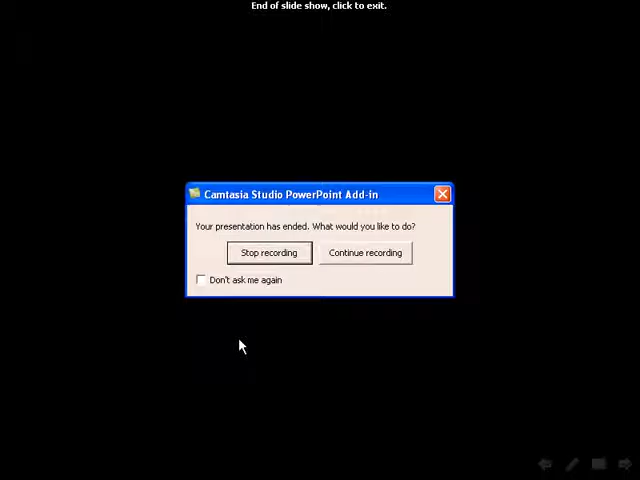 End of slide show, click to exit.
Camtasia Studio PowerPoint Add-in
Your presentation has ended. What would you like to do?
Stop recording Continue recording
Don't ask me again